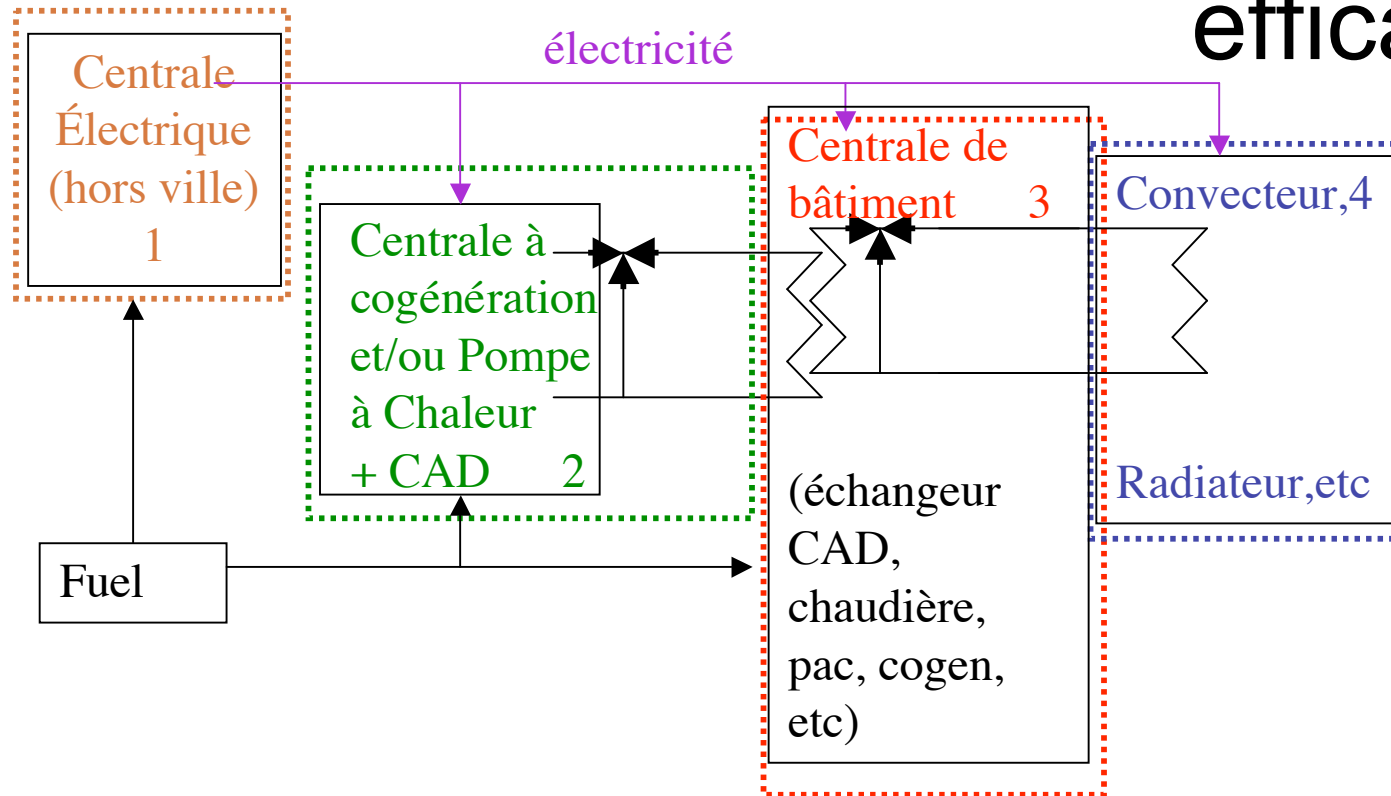 électricité
Centrale
Électrique
(hors ville)
1
Centrale à
cogénération
et/ou Pompe
à Chaleur
+ CAD 2
Centrale de
bâtiment 3
(échangeur
CAD,
chaudière,
pac, cogen,
etc)
Convecteur,4
Radiateur,etc
Fuel